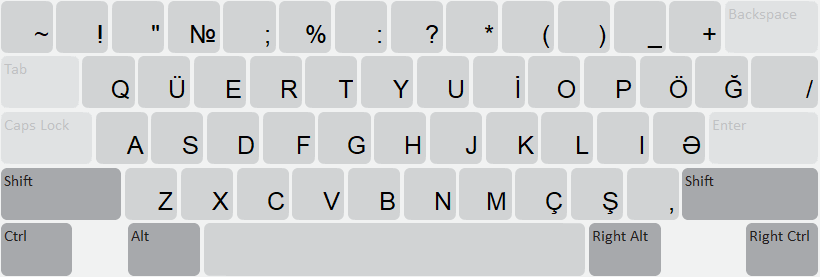 ~ ! " № ; % : ? * ( ) _ + Backspace
Tab Q Ü E R T Y U İ O P Ö Ğ /
Caps Lock A S D F G H J K L I Ə Enter
Shift Z X C V B N M Ç Ş , Shift
Ctrl Alt Right Alt Right Ctrl